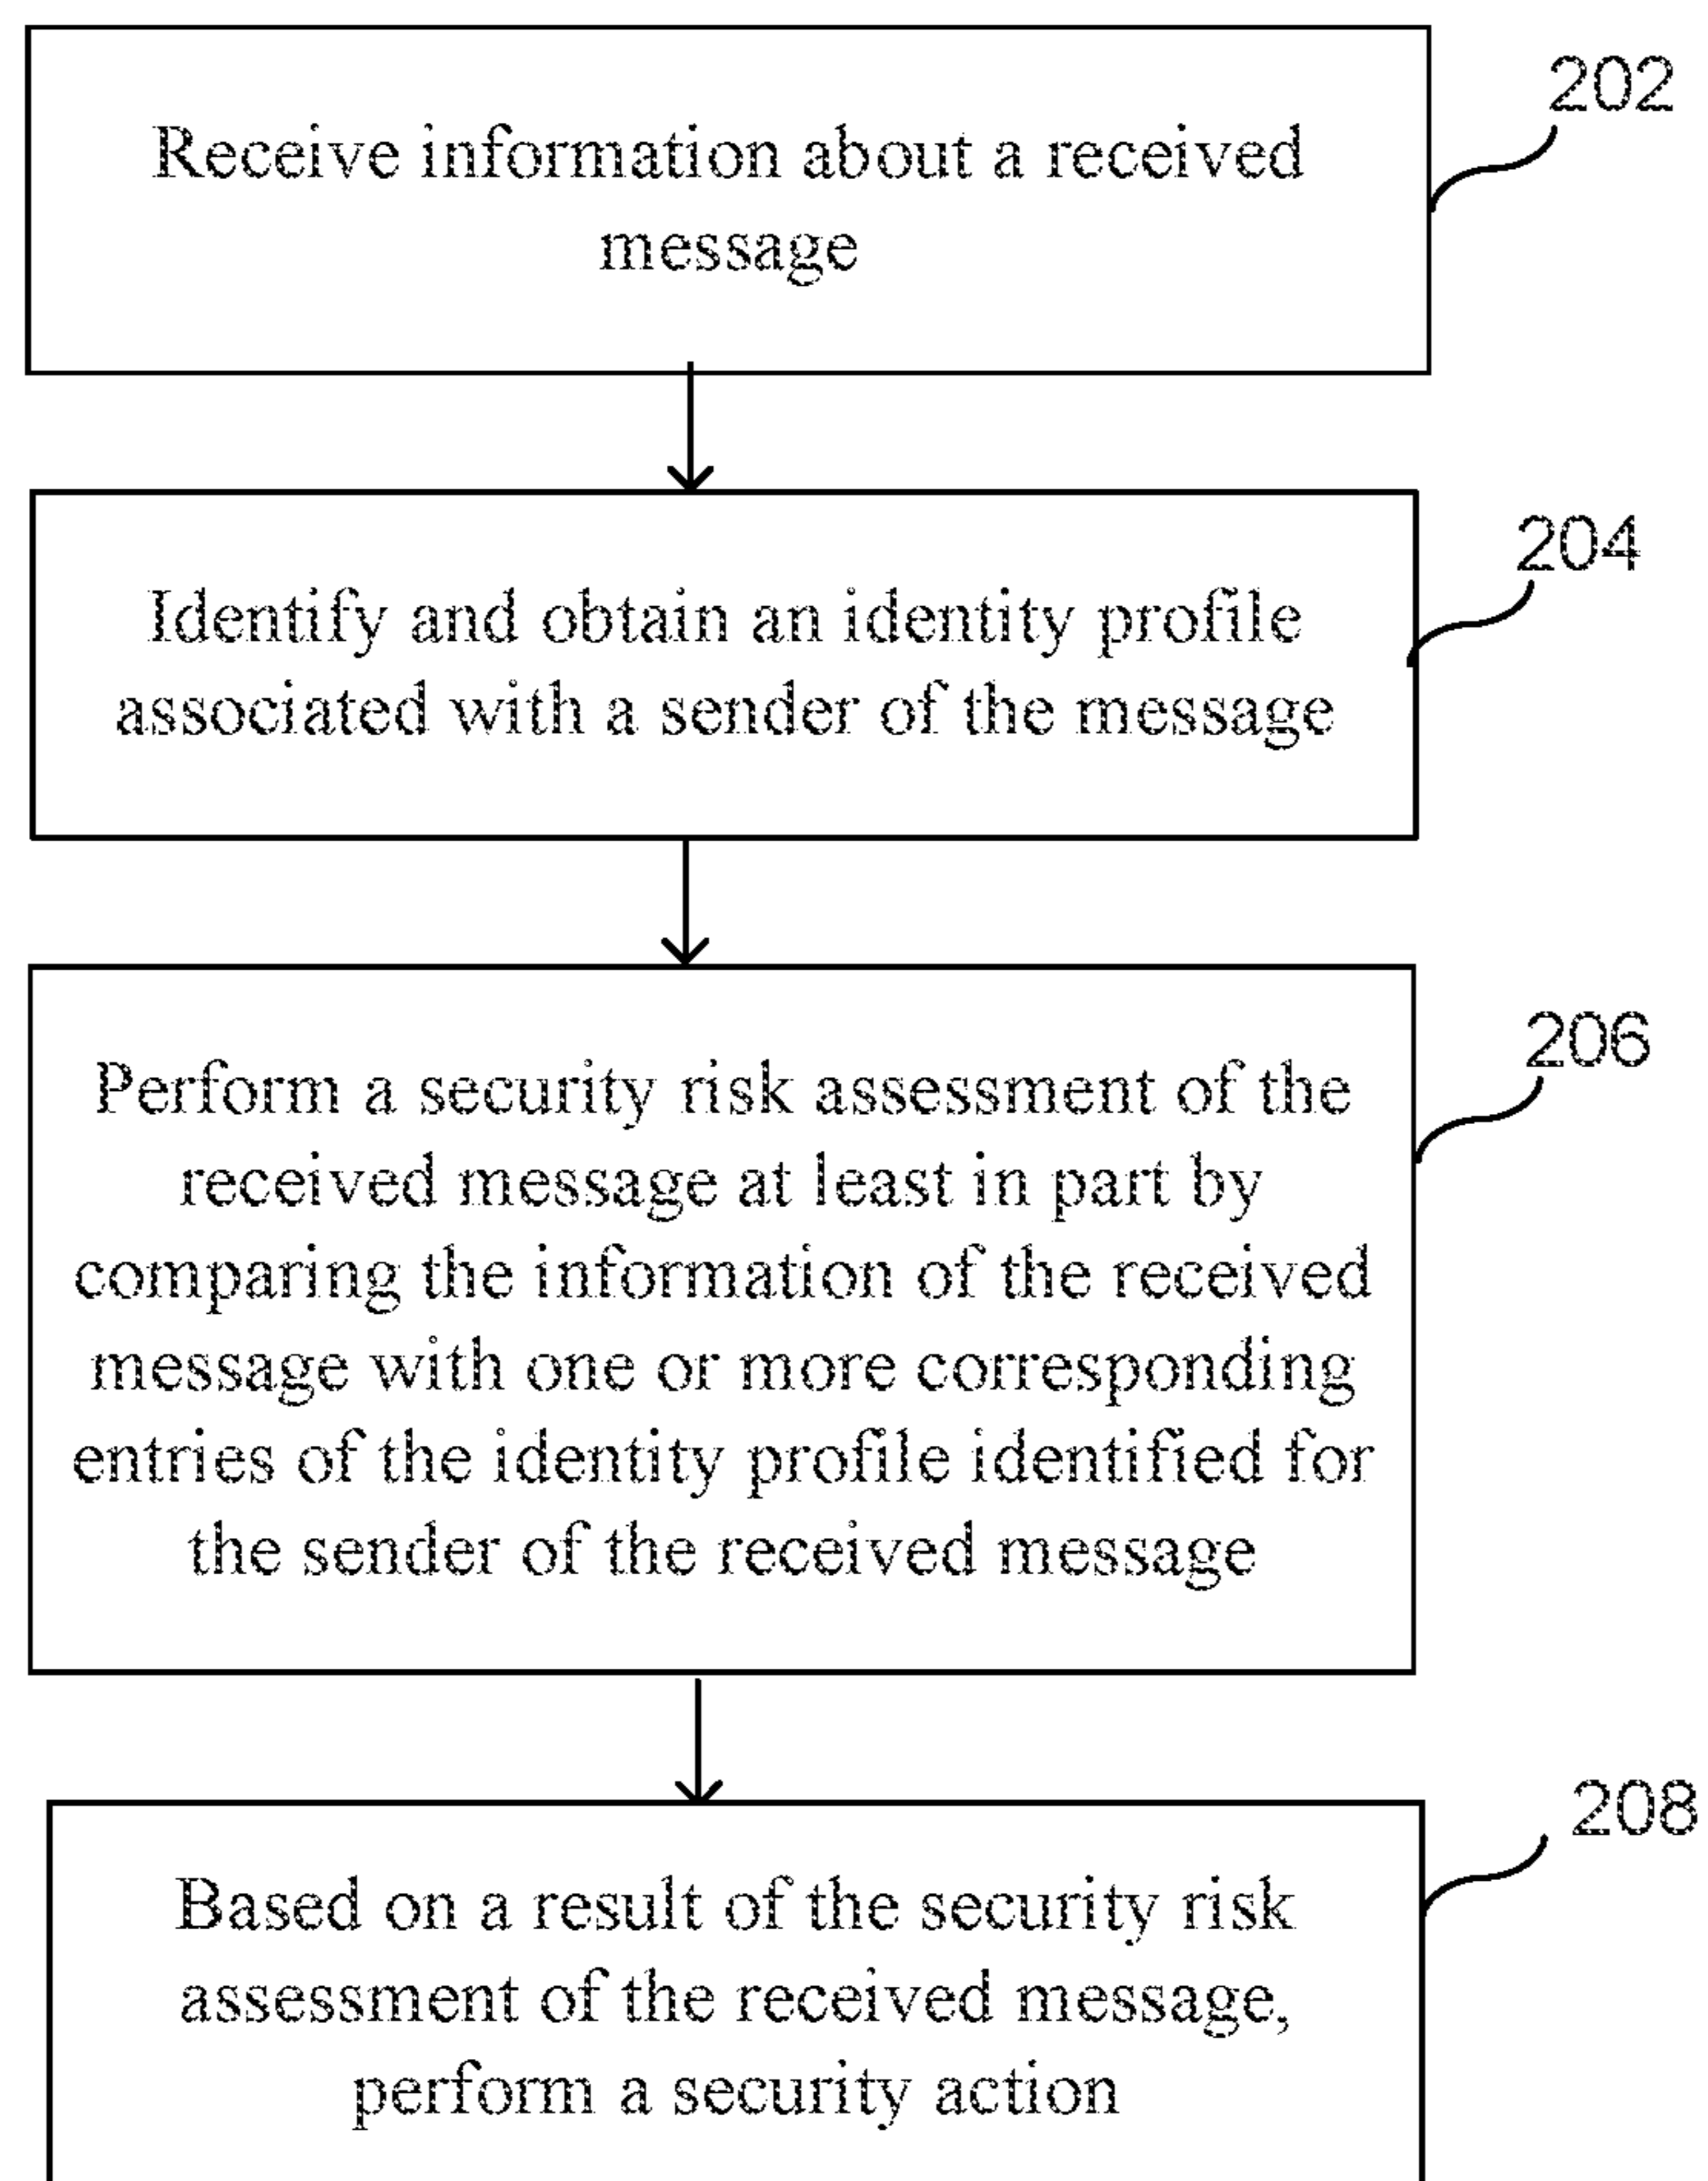 202
Receive information about a received
message
204
Identify and obtain an identity profile
associated with a sender of the message
206
Perform a security risk assessment of the
received message at least in part by
comparing the information of the received
message with one or more corresponding
entries of the identity profile identified for
the sender of the received message
208
Based on a result of the security risk
assessment of the received message,
perform a security action